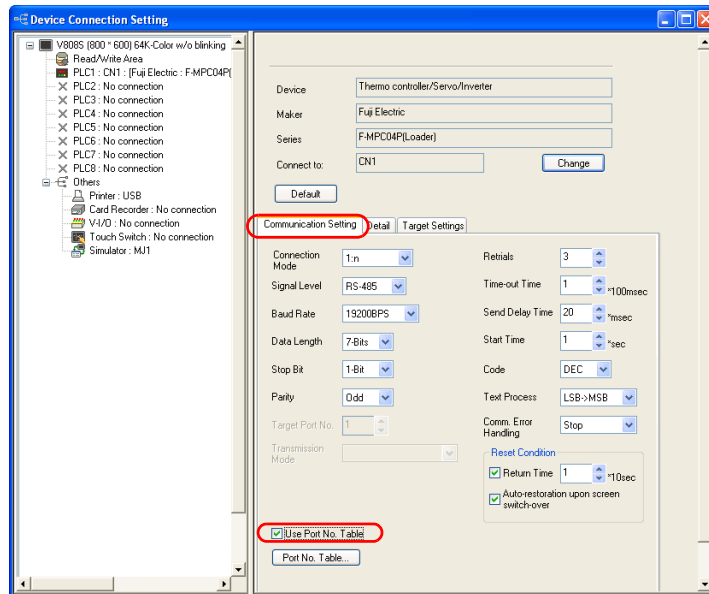 Device Connection Setting
V808S (800 * 600) 64K-Color w/o blinking
Read/Write Area
PLC1 : CN1 : [Fuji Electric : F-MPC04P(
PLC2 : No connection
PLC3 : No connection
PLC4 : No connection
PLC5 : No connection
PLC6 : No connection
PLC7 : No connection
PLC8 : No connection
Others
Printer : USB
Card Recorder : No connection
V-I/O : No connection
Touch Switch : No connection
Simulator : MJ1
Device Thermo controller/Servo/Inverter
Maker Fuji Electric
Series F-MPC04P(Loader)
Connect to: CN1 Change
Default
Communication Setting Detail Target Settings
Connection Mode 1:n
Signal Level RS-485
Baud Rate 19200BPS
Data Length 7-Bits
Stop Bit 1-Bit
Parity Odd
Target Port No. 1
Transmission Mode
Retrials 3
Time-out Time 1 *100msec
Send Delay Time 20 *msec
Start Time 1 *sec
Code DEC
Text Process LSB->MSB
Comm. Error Handling Stop
Reset Condition
Return Time 1 *10sec
Auto-restoration upon screen
switch-over
Use Port No. Table
Port No. Table...